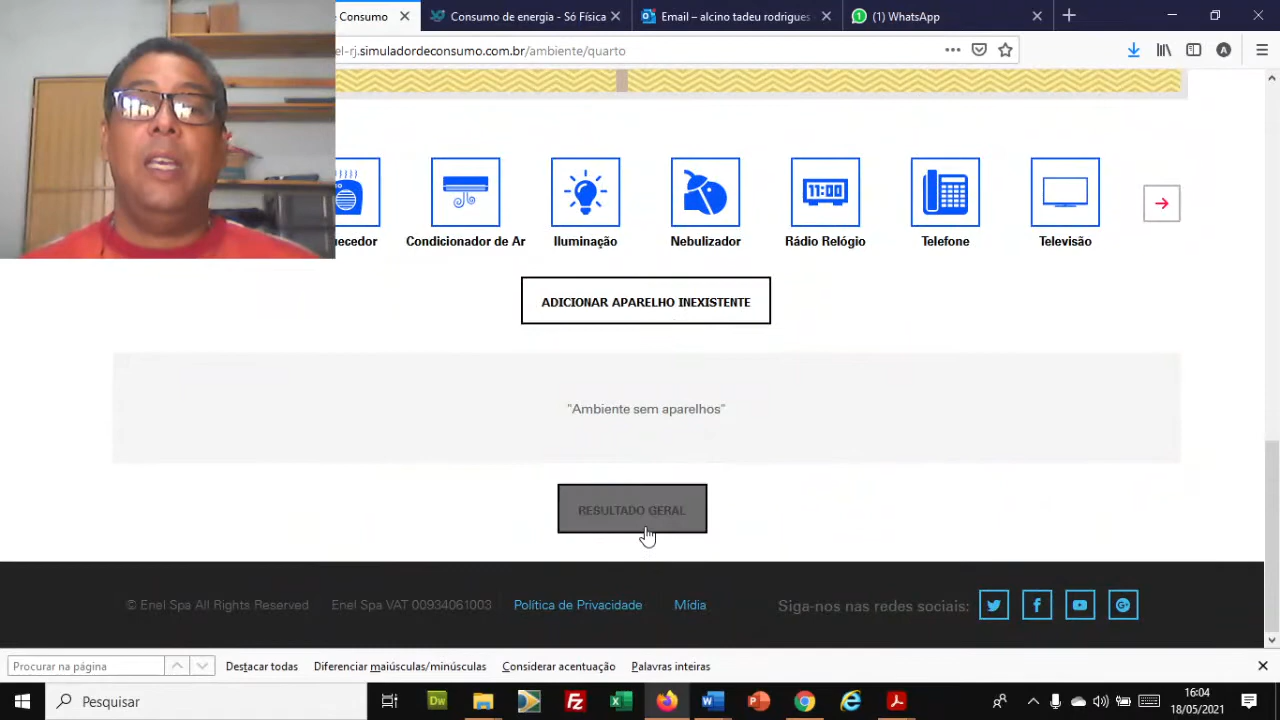 e Consumo
Consumo de energia - Só Física
Email – alcino tadeu rodrigues
(1) WhatsApp
el-rj.simuladordeconsumo.com.br/ambiente/quarto
A
11:00
uecedor
Condicionador de Ar
Iluminação
Nebulizador
Rádio Relógio
Telefone
Televisão
ADICIONAR APARELHO INEXISTENTE
"Ambiente sem aparelhos"
RESULTADO GERAL
© Enel Spa All Rights Reserved
Enel Spa VAT 00934061003
Política de Privacidade
Mídia
Siga-nos nas redes sociais:
Procurar na página
Destacar todas
Diferenciar maiúsculas/minúsculas
Considerar acentuação
Palavras inteiras
Pesquisar
Dw
16:04
18/05/2021